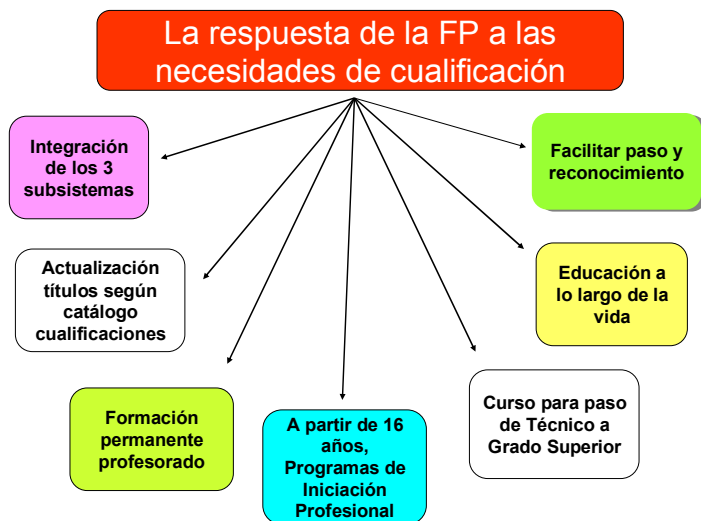 La respuesta de la FP a las
necesidades de cualificación
Integración
de los 3
subsistemas
Facilitar paso y
reconocimiento
Actualización
títulos según
catálogo
cualificaciones
Educación a
lo largo de la
vida
Formación
permanente
profesorado
A partir de 16
años,
Programas de
Iniciación
Profesional
Curso para paso
de Técnico a
Grado Superior